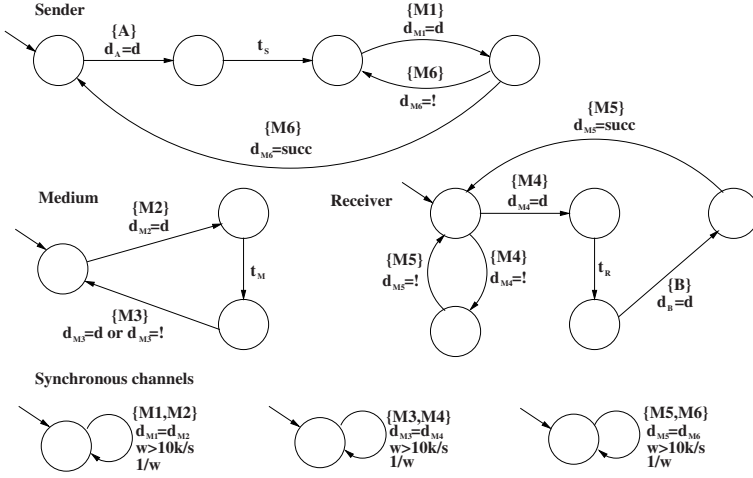 Sender
{A}
d_A=d
t_S
{M1}
d_M1=d
{M6}
d_M6=!
{M6}
d_M6=succ
Medium
{M2}
d_M2=d
t_M
{M3}
d_M3=d or d_M3=!
Receiver
{M5}
d_M5=succ
{M4}
d_M4=d
{M5}
d_M5=!
{M4}
d_M4=!
t_R
{B}
d_B=d
Synchronous channels
{M1,M2}
d_M1=d_M2
w>10k/s
1/w
{M3,M4}
d_M3=d_M4
w>10k/s
1/w
{M5,M6}
d_M5=d_M6
w>10k/s
1/w